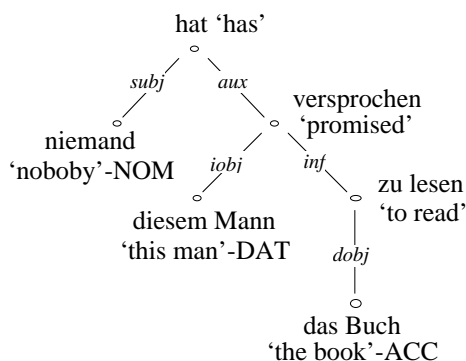 hat 'has'
subj
aux
niemand
'noboby'-NOM
versprochen
'promised'
iobj
inf
diesem Mann
'this man'-DAT
zu lesen
'to read'
dobj
das Buch
'the book'-ACC